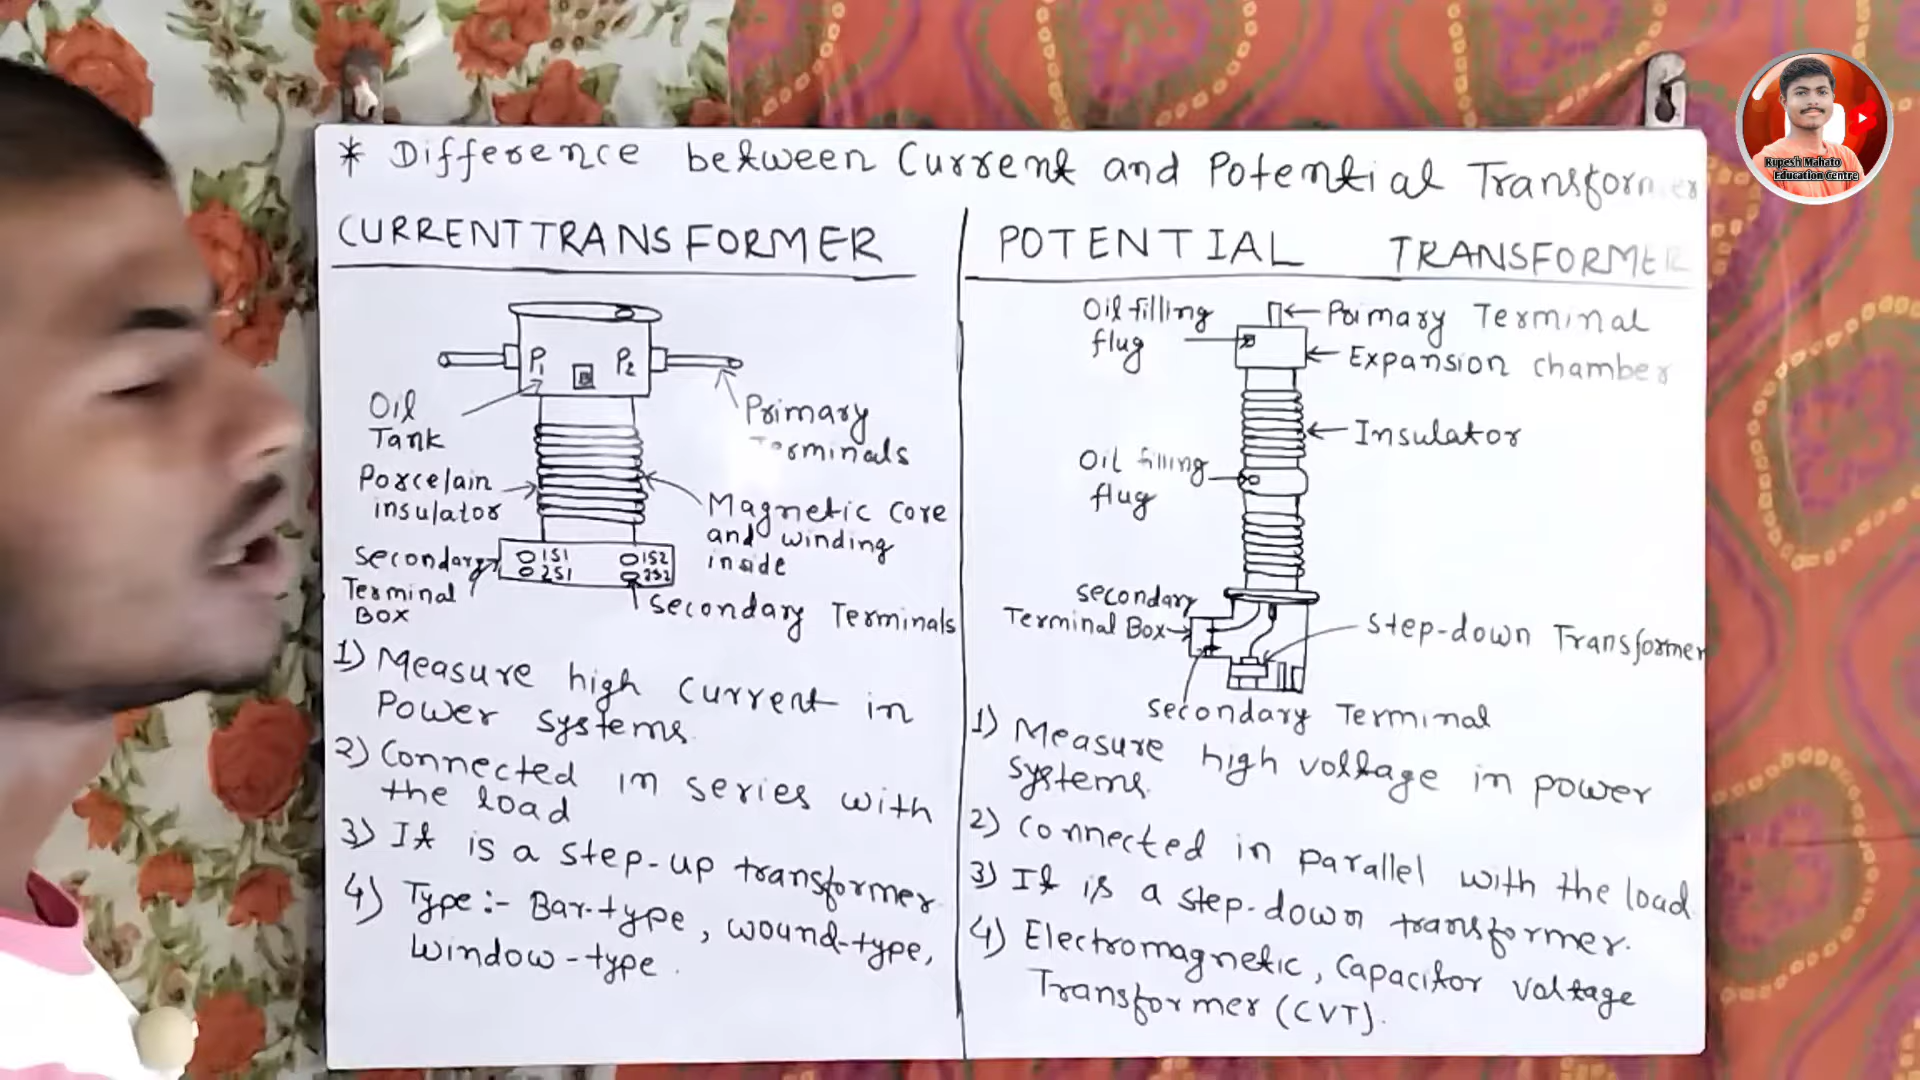 * Difference between Current and Potential Transformer
CURRENT TRANSFORMER
P1 P2
Oil
Tank
Primary
Terminals
Porcelain
insulator
Magnetic core
and winding
inside
Secondary
Terminal
BOX
1S1 1S2
2S1 2S2
Secondary Terminals
1) Measure high current in
Power systems.
2) Connected in series with
the load
3) It is a step-up transformer
4) Type:- Bar-type, wound-type,
Window-type.
POTENTIAL TRANSFORMER
Oil filling
flug
Primary Terminal
Expansion chamber
Insulator
Oil filling
flug
Secondary
Terminal Box
Step-down Transformer
Secondary Terminal
1) Measure high voltage in power
systems.
2) Connected in parallel with the load
3) It is a step-down transformer.
4) Electromagnetic, Capacitor Voltage
Transformer (CVT).
Rupesh Mahato
Education Centre